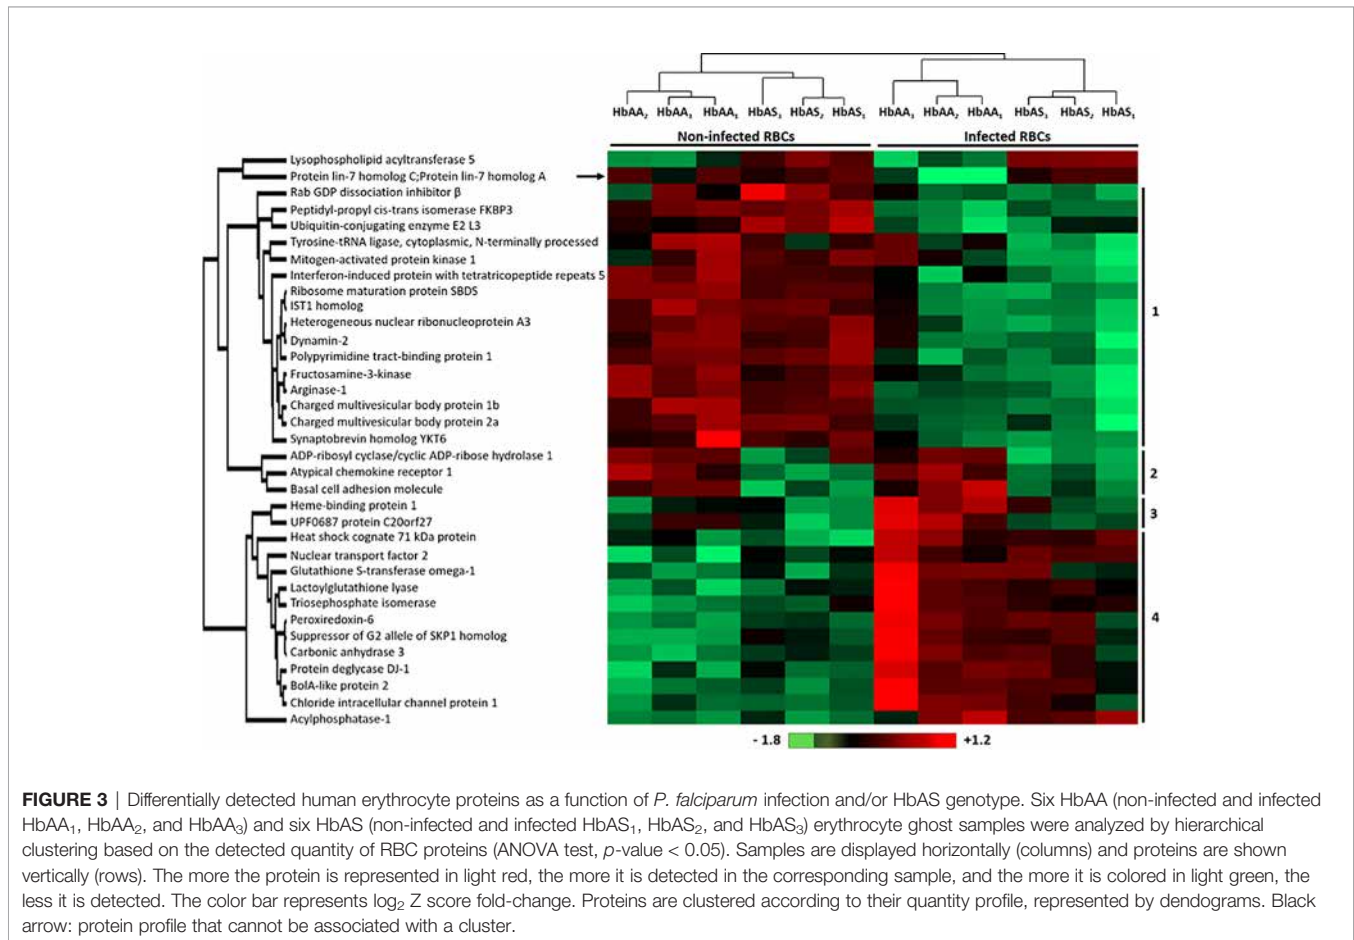 HbAA₂ HbAA₃ HbAA₁ HbAS₃ HbAS₂ HbAS₁ HbAA₃ HbAA₂ HbAA₁ HbAS₃ HbAS₂ HbAS₁
Non-infected RBCs Infected RBCs
Lysophospholipid acyltransferase 5
Protein lin-7 homolog C;Protein lin-7 homolog A
Rab GDP dissociation inhibitor β
Peptidyl-propyl cis-trans isomerase FKBP3
Ubiquitin-conjugating enzyme E2 L3
Tyrosine-tRNA ligase, cytoplasmic, N-terminally processed
Mitogen-activated protein kinase 1
Interferon-induced protein with tetratricopeptide repeats 5
Ribosome maturation protein SBDS
IST1 homolog
1
Heterogeneous nuclear ribonucleoprotein A3
Dynamin-2
Polypyrimidine tract-binding protein 1
Fructosamine-3-kinase
Arginase-1
Charged multivesicular body protein 1b
Charged multivesicular body protein 2a
Synaptobrevin homolog YKT6
ADP-ribosyl cyclase/cyclic ADP-ribose hydrolase 1
Atypical chemokine receptor 1
2
Basal cell adhesion molecule
Heme-binding protein 1
3
UPF0687 protein C20orf27
Heat shock cognate 71 kDa protein
Nuclear transport factor 2
Glutathione S-transferase omega-1
Lactoylglutathione lyase
Triosephosphate isomerase
Peroxiredoxin-6
4
Suppressor of G2 allele of SKP1 homolog
Carbonic anhydrase 3
Protein deglycase DJ-1
BolA-like protein 2
Chloride intracellular channel protein 1
Acylphosphatase-1
- 1.8 +1.2
FIGURE 3 | Differentially detected human erythrocyte proteins as a function of P. falciparum infection and/or HbAS genotype. Six HbAA (non-infected and infected
HbAA₁, HbAA₂, and HbAA₃) and six HbAS (non-infected and infected HbAS₁, HbAS₂, and HbAS₃) erythrocyte ghost samples were analyzed by hierarchical
clustering based on the detected quantity of RBC proteins (ANOVA test, p-value < 0.05). Samples are displayed horizontally (columns) and proteins are shown
vertically (rows). The more the protein is represented in light red, the more it is detected in the corresponding sample, and the more it is colored in light green, the
less it is detected. The color bar represents log₂ Z score fold-change. Proteins are clustered according to their quantity profile, represented by dendograms. Black
arrow: protein profile that cannot be associated with a cluster.